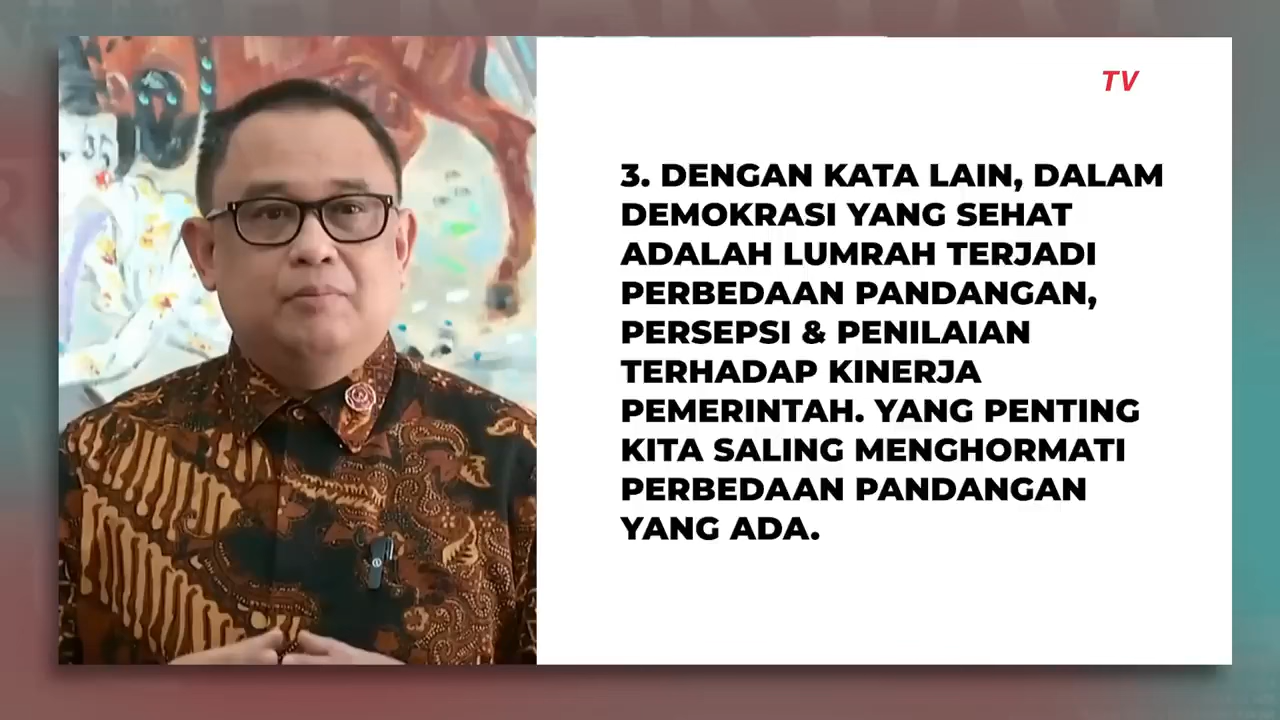 TV
3. DENGAN KATA LAIN, DALAM
DEMOKRASI YANG SEHAT
ADALAH LUMRAH TERJADI
PERBEDAAN PANDANGAN,
PERSEPSI & PENILAIAN
TERHADAP KINERJA
PEMERINTAH. YANG PENTING
KITA SALING MENGHORMATI
PERBEDAAN PANDANGAN
YANG ADA.